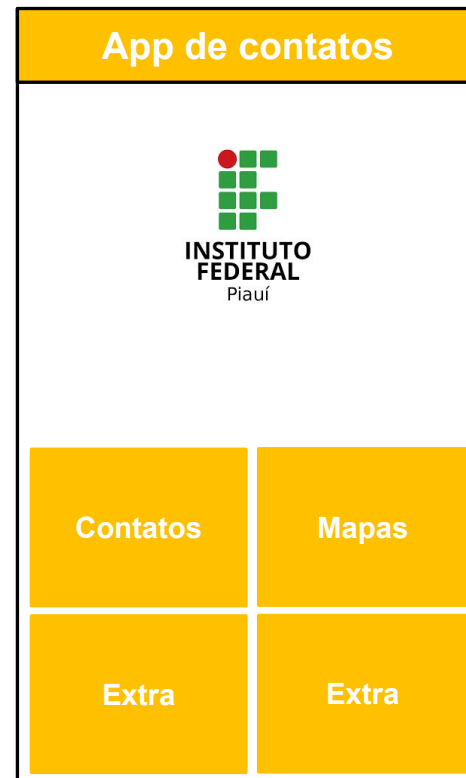 App de contatos
INSTITUTO
FEDERAL
Piauí
Contatos
Mapas
Extra
Extra